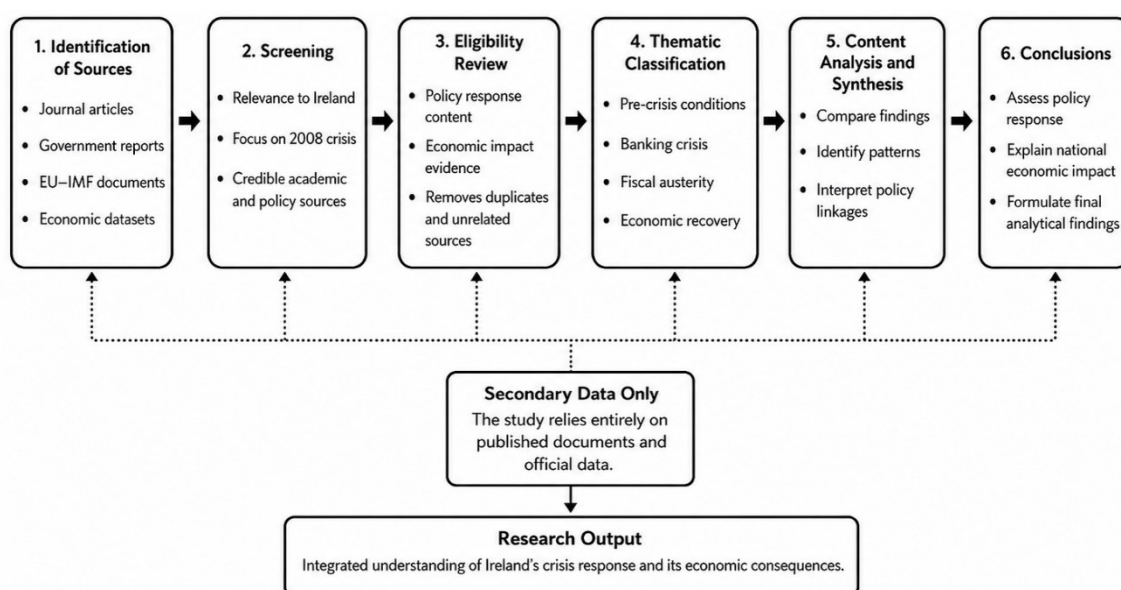 1. Identification
of Sources
• Journal articles
• Government reports
• EU–IMF documents
• Economic datasets
2. Screening
• Relevance to Ireland
• Focus on 2008 crisis
• Credible academic
and policy sources
3. Eligibility
Review
• Policy response
content
• Economic impact
evidence
• Removes duplicates
and unrelated
sources
4. Thematic
Classification
• Pre-crisis conditions
• Banking crisis
• Fiscal austerity
• Economic recovery
5. Content
Analysis and
Synthesis
• Compare findings
• Identify patterns
• Interpret policy
linkages
6. Conclusions
• Assess policy
response
• Explain national
economic impact
• Formulate final
analytical findings
Secondary Data Only
The study relies entirely on
published documents and
official data.
Research Output
Integrated understanding of Ireland's crisis response and its economic consequences.